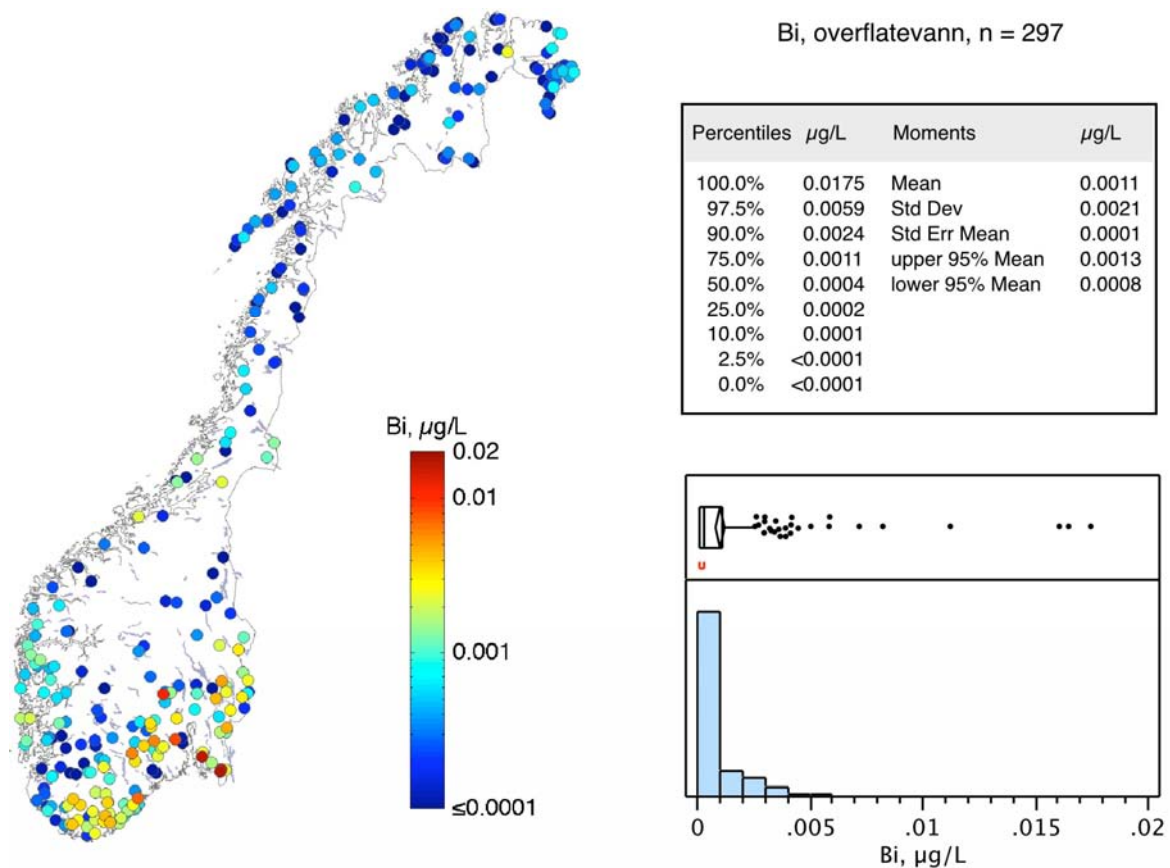 Bi, overflatevann, n = 297
Percentiles µg/L Moments µg/L
100.0% 0.0175 Mean 0.0011
97.5% 0.0059 Std Dev 0.0021
90.0% 0.0024 Std Err Mean 0.0001
75.0% 0.0011 upper 95% Mean 0.0013
50.0% 0.0004 lower 95% Mean 0.0008
25.0% 0.0002
10.0% 0.0001
2.5% <0.0001
0.0% <0.0001
Bi, µg/L
0.02
0.01
0.001
≤0.0001
0 .005 .01 .015 .02
Bi, µg/L